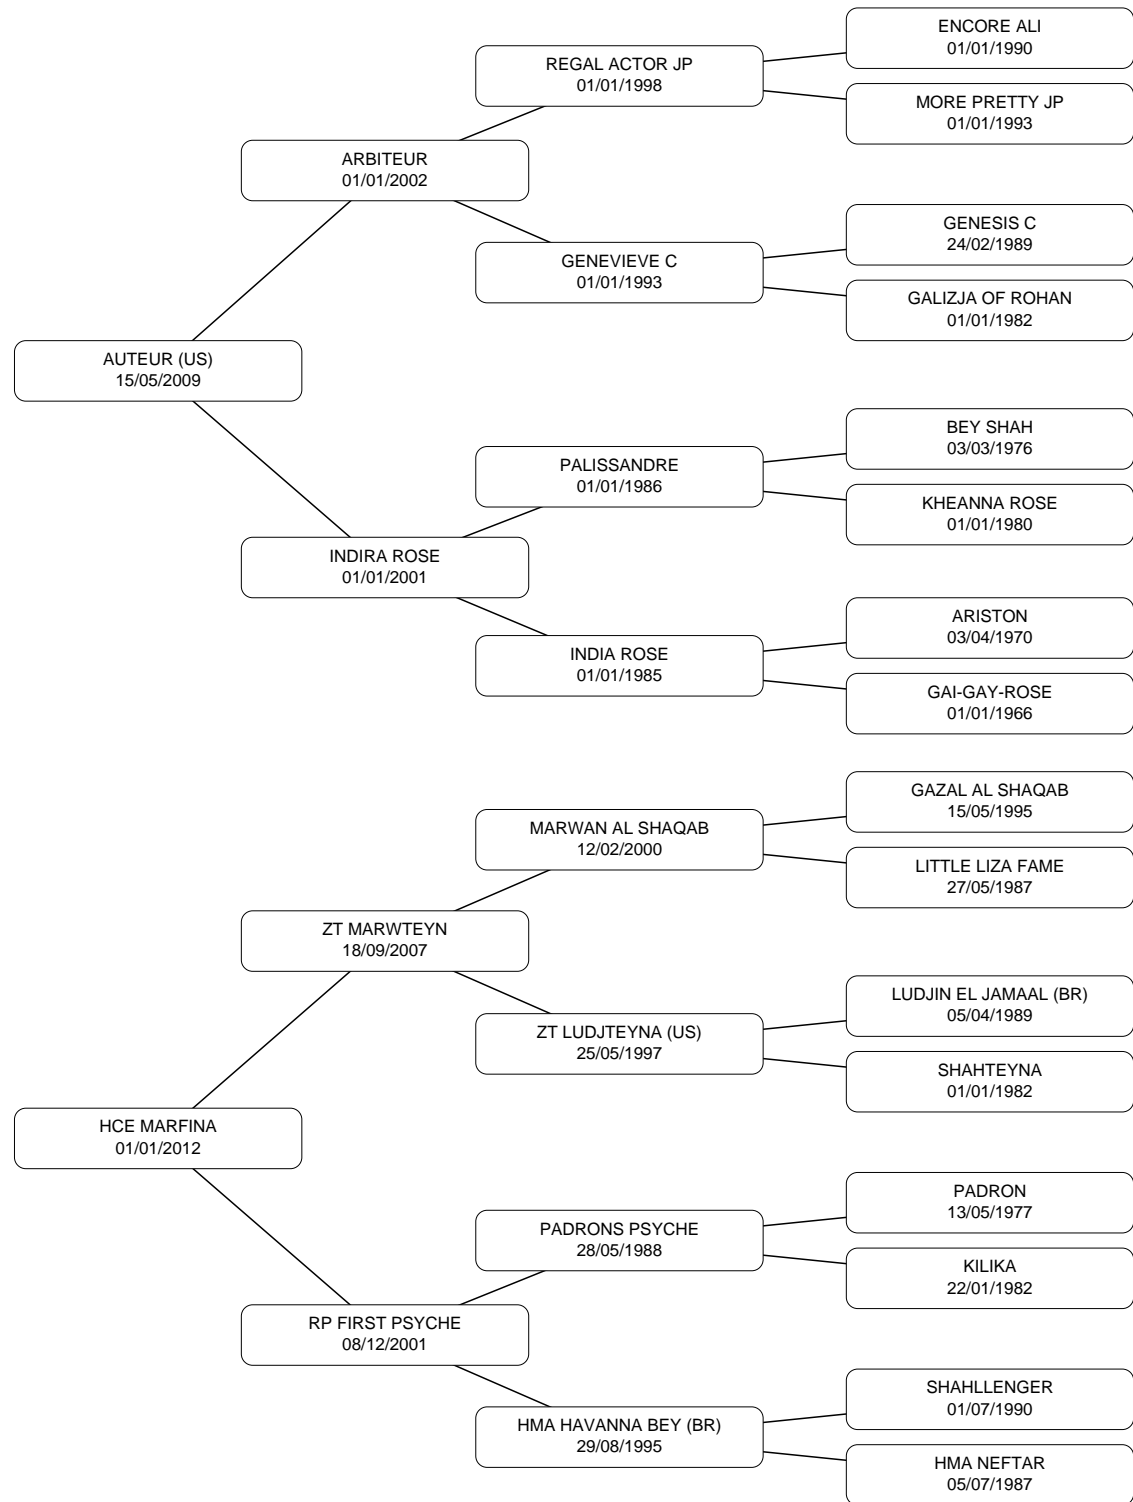 ENCORE ALI
01/01/1990
REGAL ACTOR JP
01/01/1998
MORE PRETTY JP
01/01/1993
ARBITEUR
01/01/2002
GENESIS C
24/02/1989
GENEVIEVE C
01/01/1993
GALIZJA OF ROHAN
01/01/1982
AUTEUR (US)
15/05/2009
BEY SHAH
03/03/1976
PALISSANDRE
01/01/1986
KHEANNA ROSE
01/01/1980
INDIRA ROSE
01/01/2001
ARISTON
03/04/1970
INDIA ROSE
01/01/1985
GAI-GAY-ROSE
01/01/1966
GAZAL AL SHAQAB
15/05/1995
MARWAN AL SHAQAB
12/02/2000
LITTLE LIZA FAME
27/05/1987
ZT MARWTEYN
18/09/2007
LUDJIN EL JAMAAL (BR)
05/04/1989
ZT LUDJTEYNA (US)
25/05/1997
SHAHTEYNA
01/01/1982
HCE MARFINA
01/01/2012
PADRON
13/05/1977
PADRONS PSYCHE
28/05/1988
KILIKA
22/01/1982
RP FIRST PSYCHE
08/12/2001
SHAHLLENGER
01/07/1990
HMA HAVANNA BEY (BR)
29/08/1995
HMA NEFTAR
05/07/1987